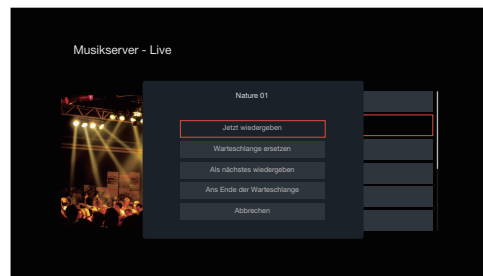 Musikserver - Live
Nature 01
Jetzt wiedergeben
Warteschlange ersetzen
Als nächstes wiedergeben
Ans Ende der Warteschlange
Abbrechen